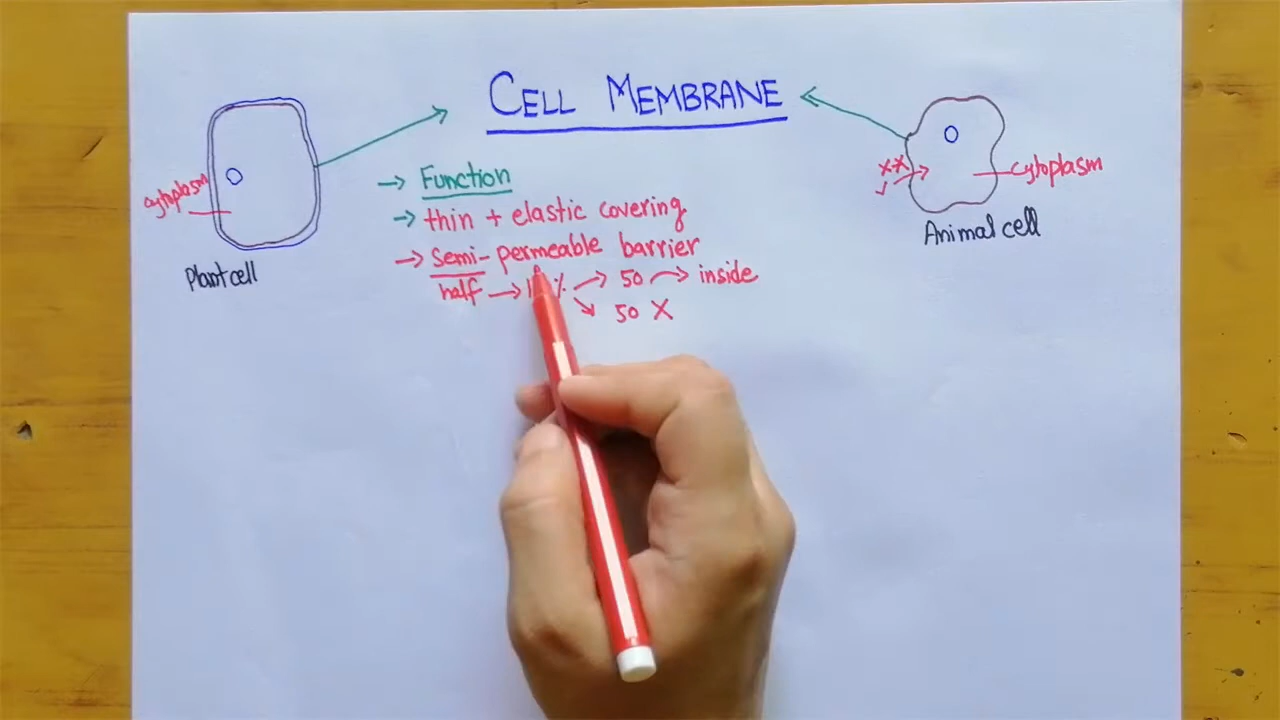 CELL MEMBRANE
cytoplasm
Plant cell
→ Function
→ thin + elastic covering
→ semi-permeable barrier
half → % → 50 → inside
↘ 50 X
xx
cytoplasm
Animal cell